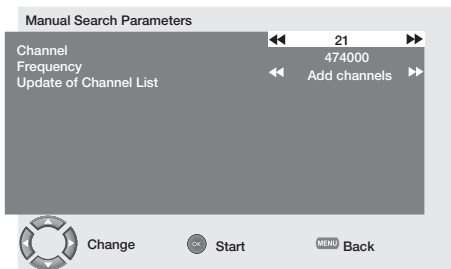 Manual Search Parameters
Channel 21
Frequency 474000
Update of Channel List Add channels
Change OK Start MENU Back